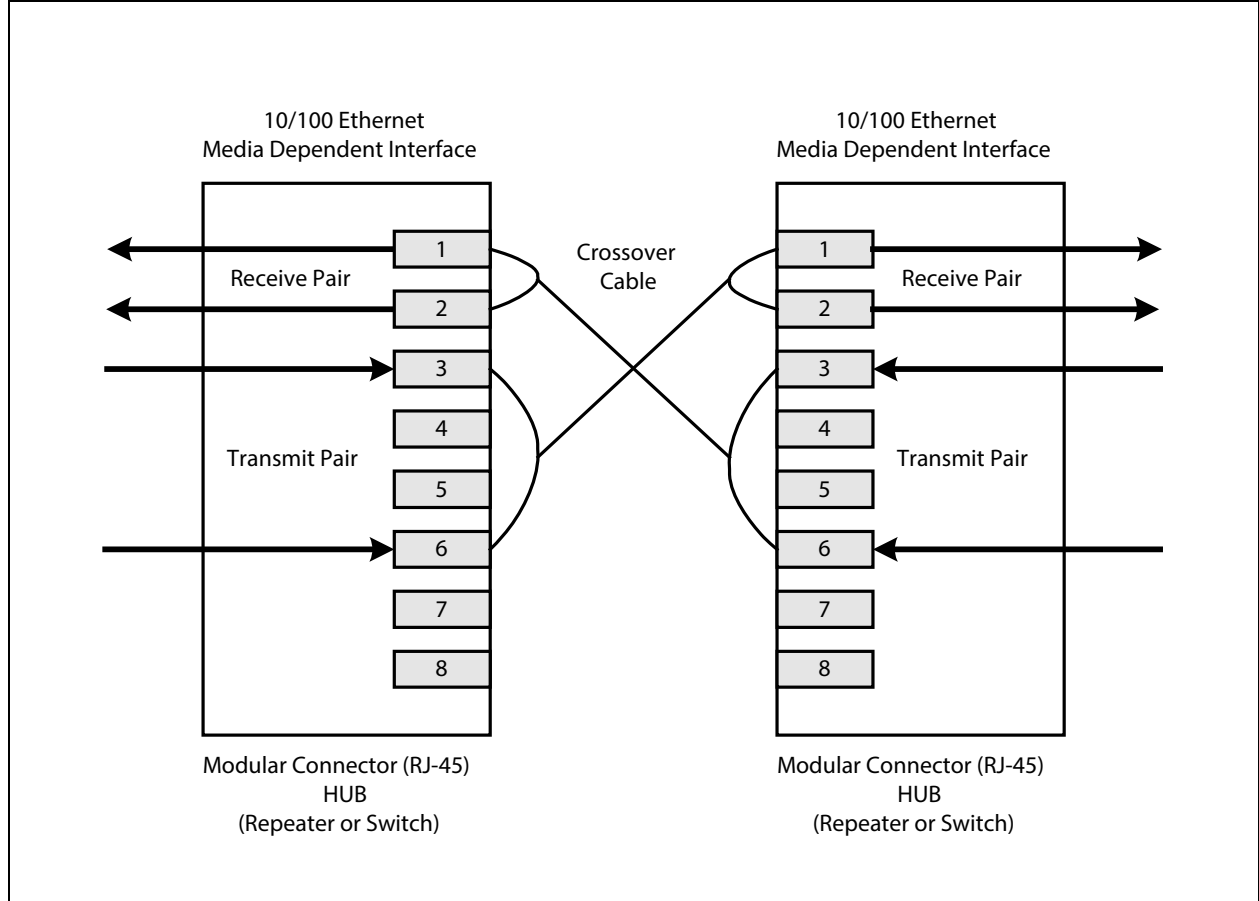 10/100 Ethernet
Media Dependent Interface
10/100 Ethernet
Media Dependent Interface
1
Crossover
Cable
1
Receive Pair
Receive Pair
2
2
3
3
4
4
Transmit Pair
Transmit Pair
5
5
6
6
7
7
8
8
Modular Connector (RJ-45)
HUB
(Repeater or Switch)
Modular Connector (RJ-45)
HUB
(Repeater or Switch)